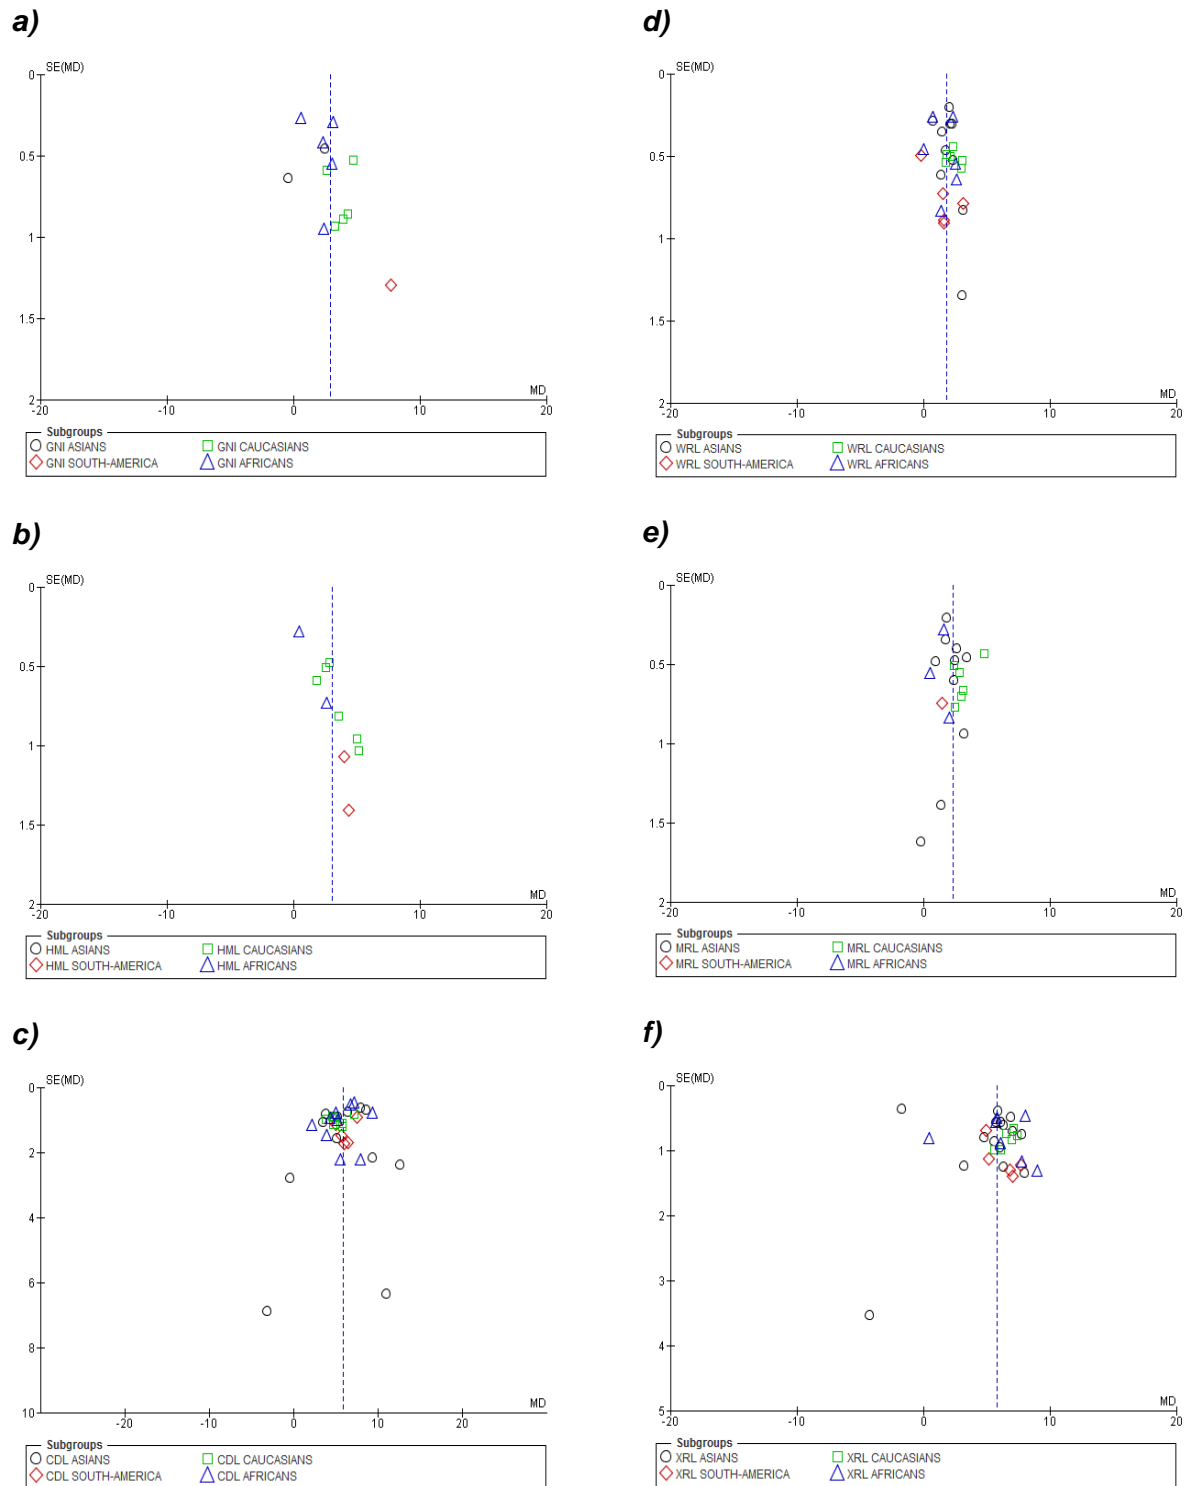 a)
SE(MD)
0
0.5
1
1.5
2
-20
-10
0
10
20
MD
Subgroups
GNI ASIANS
GNI CAUCASIANS
GNI SOUTH-AMERICA
GNI AFRICANS
b)
SE(MD)
0
0.5
1
1.5
2
-20
-10
0
10
20
MD
Subgroups
HML ASIANS
HML CAUCASIANS
HML SOUTH-AMERICA
HML AFRICANS
c)
SE(MD)
0
2
4
6
8
10
-20
-10
0
10
20
MD
Subgroups
CDL ASIANS
CDL CAUCASIANS
CDL SOUTH-AMERICA
CDL AFRICANS
d)
SE(MD)
0
0.5
1
1.5
2
-20
-10
0
10
20
MD
Subgroups
WRL ASIANS
WRL CAUCASIANS
WRL SOUTH-AMERICA
WRL AFRICANS
e)
SE(MD)
0
0.5
1
1.5
2
-20
-10
0
10
20
MD
Subgroups
MRL ASIANS
MRL CAUCASIANS
MRL SOUTH-AMERICA
MRL AFRICANS
f)
SE(MD)
0
1
2
3
4
5
-20
-10
0
10
20
MD
Subgroups
XRL ASIANS
XRL CAUCASIANS
XRL SOUTH-AMERICA
XRL AFRICANS